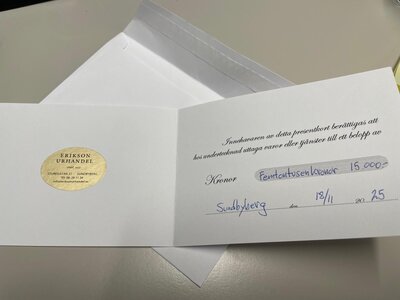 ERIKSON
URHANDEL
Innehavaren av detta presentkort berättigas att
hos undertecknad uttaga varor eller tjänster till ett belopp av
Kronor Femtontusenkronor 15 000:-
Sundbyberg den 18/11 20 25